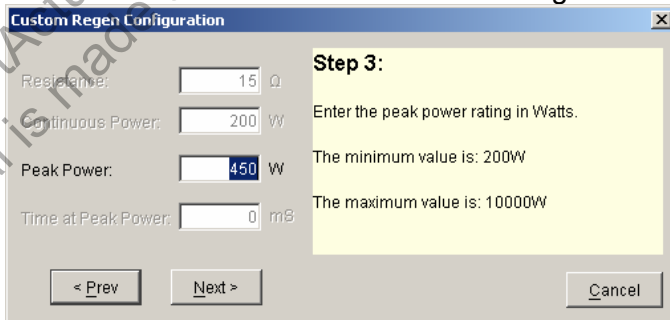 Custom Regen Configuration
Resistance: 15 Ω
Continuous Power: 200 W
Peak Power: 450 W
Time at Peak Power: 0 mS
< Prev
Next >
Step 3:
Enter the peak power rating in Watts.
The minimum value is: 200W
The maximum value is: 10000W
Cancel
is made